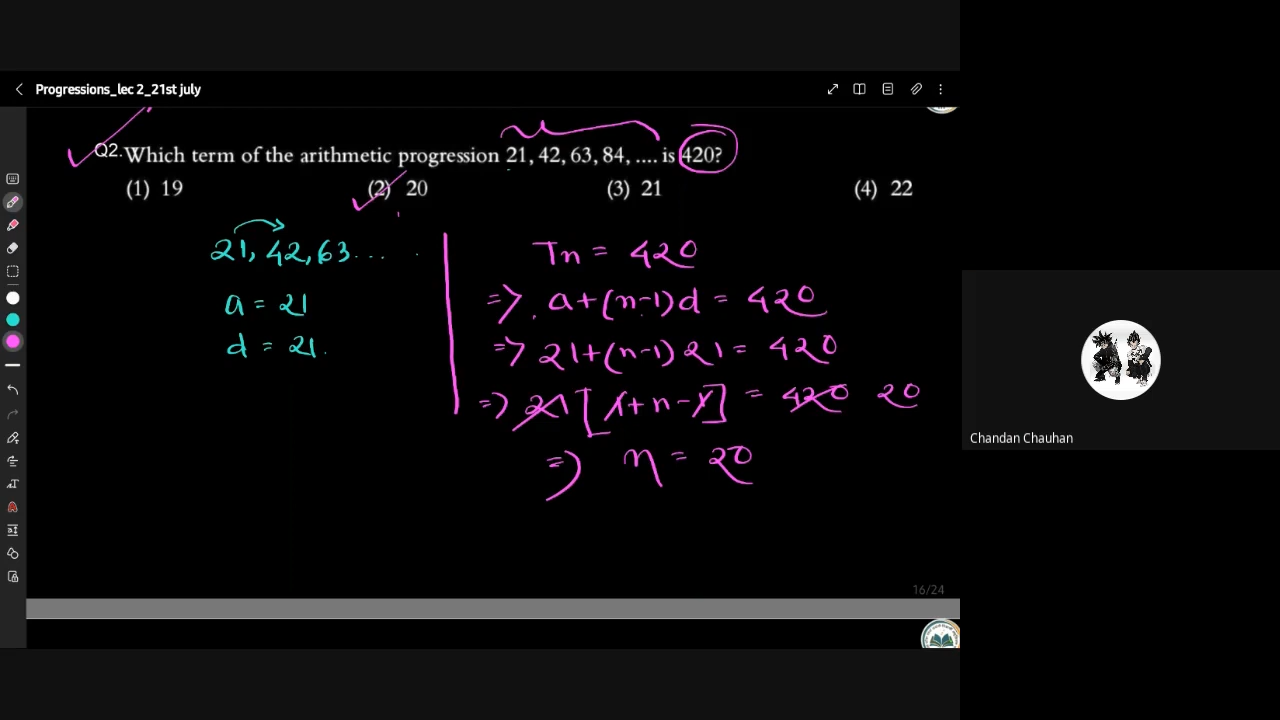 Progressions_lec 2_21st july
Q2. Which term of the arithmetic progression 21, 42, 63, 84, .... is 420?
(1) 19 (2) 20 (3) 21 (4) 22
21, 42, 63 ...
a = 21
d = 21.
Tn = 420
=> a+(n-1)d = 420
=> 21+(n-1)21 = 420
=> 21[1+n-1] = 420 20
=> n = 20
Chandan Chauhan
16/24